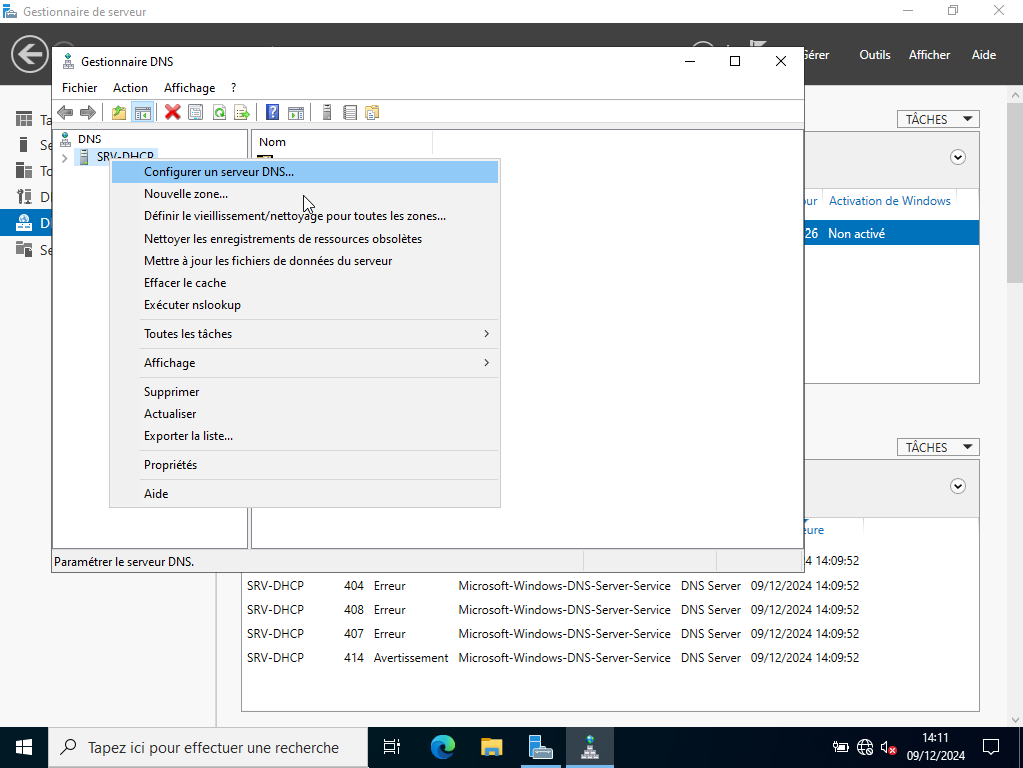 Gestionnaire de serveur
Gérer
Outils
Afficher
Aide
Gestionnaire DNS
Fichier
Action
Affichage
?
DNS
SRV-DHCP
Nom
Configurer un serveur DNS...
Nouvelle zone...
Définir le vieillissement/nettoyage pour toutes les zones...
Nettoyer les enregistrements de ressources obsolètes
Mettre à jour les fichiers de données du serveur
Effacer le cache
Exécuter nslookup
Toutes les tâches
Affichage
Supprimer
Actualiser
Exporter la liste...
Propriétés
Aide
Paramétrer le serveur DNS.
TÂCHES
Activation de Windows
26 Non activé
TÂCHES
14:09:52
SRV-DHCP 404 Erreur Microsoft-Windows-DNS-Server-Service DNS Server 09/12/2024 14:09:52
SRV-DHCP 408 Erreur Microsoft-Windows-DNS-Server-Service DNS Server 09/12/2024 14:09:52
SRV-DHCP 407 Erreur Microsoft-Windows-DNS-Server-Service DNS Server 09/12/2024 14:09:52
SRV-DHCP 414 Avertissement Microsoft-Windows-DNS-Server-Service DNS Server 09/12/2024 14:09:52
Tapez ici pour effectuer une recherche
14:11
09/12/2024